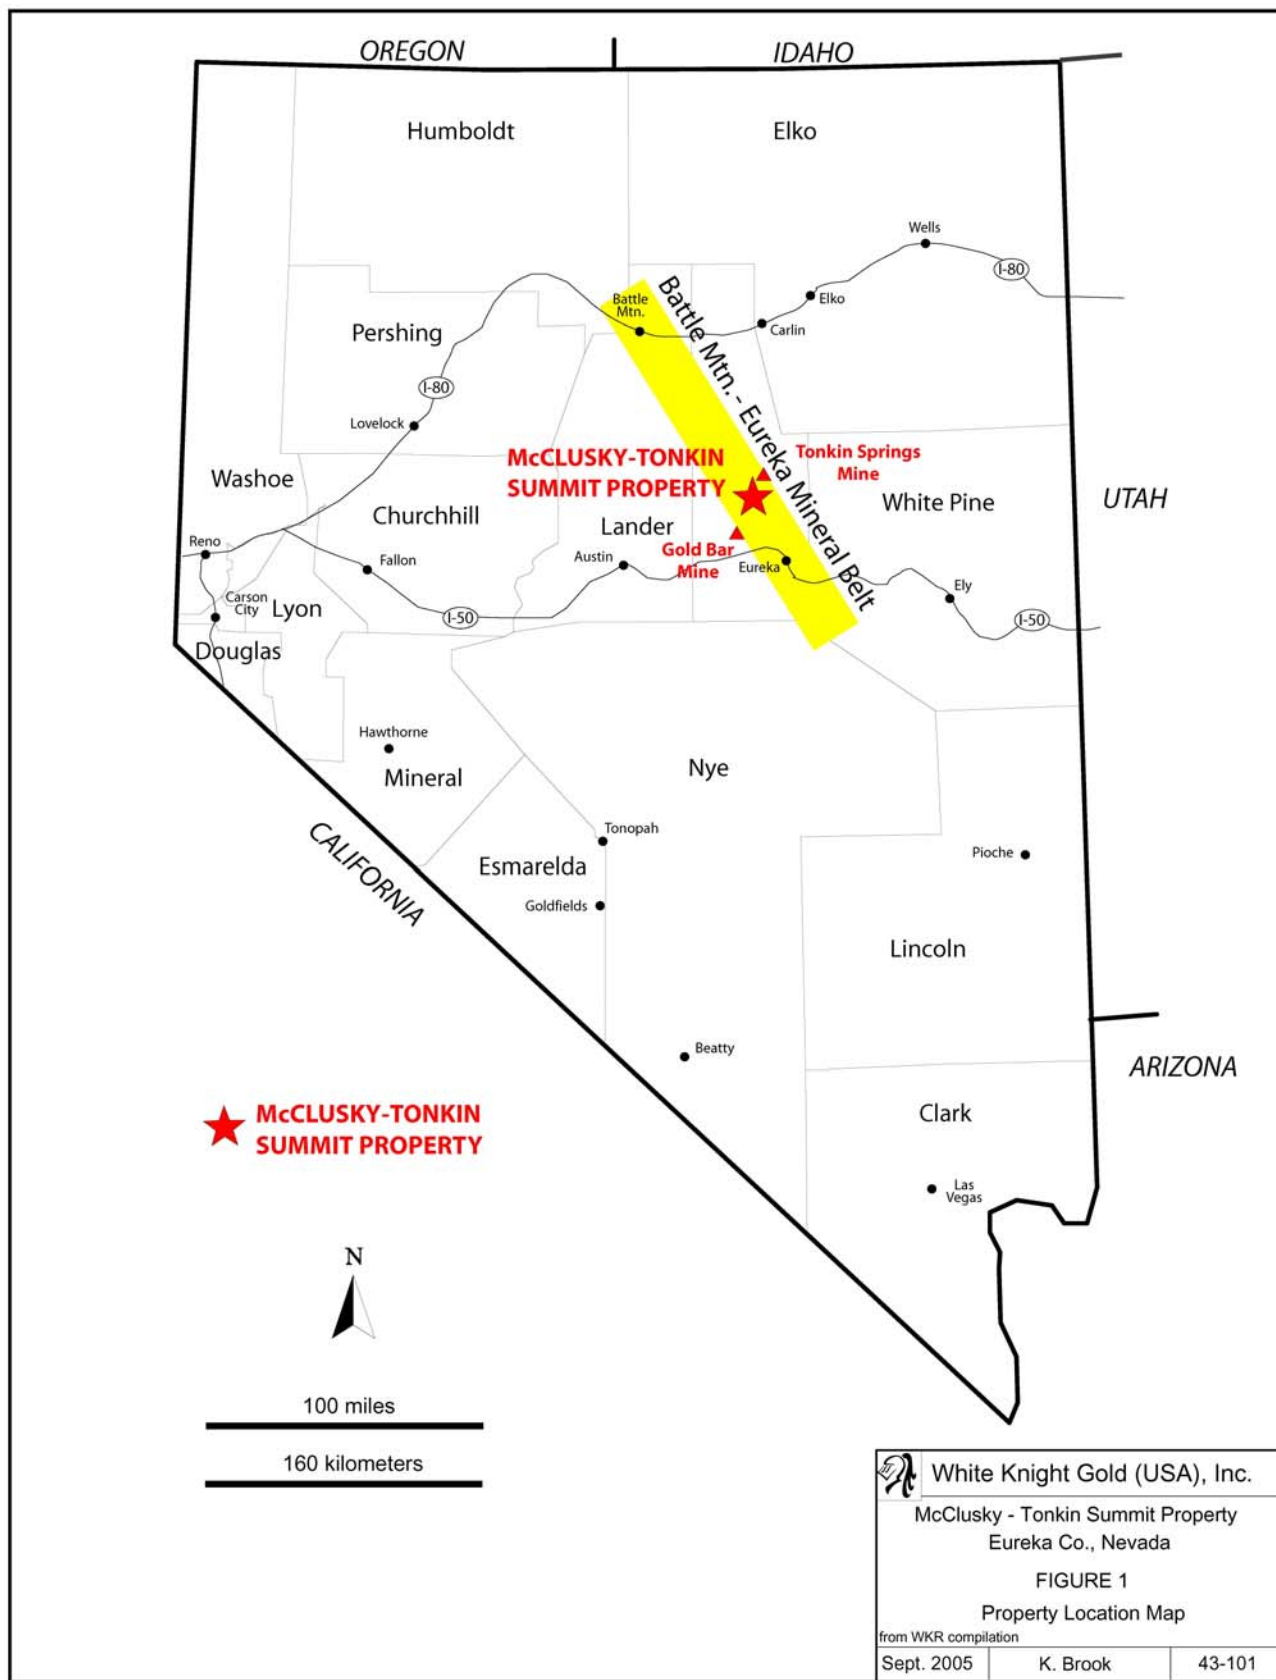 OREGON
IDAHO
Humboldt
Elko
Wells
I-80
Battle
Mtn.
Elko
Carlin
Battle Mtn. - Eureka Mineral Belt
Pershing
I-80
Lovelock
McCLUSKY-TONKIN
SUMMIT PROPERTY
Tonkin Springs
Mine
Washoe
Churchhill
Lander
White Pine
UTAH
Reno
Fallon
Austin
Gold Bar
Mine
Eureka
Ely
Carson
City
Lyon
I-50
I-50
Douglas
Hawthorne
Mineral
Nye
CALIFORNIA
Tonopah
Esmarelda
Goldfields
Pioche
Lincoln
Beatty
ARIZONA
McCLUSKY-TONKIN
SUMMIT PROPERTY
Clark
Las
Vegas
N
100 miles
160 kilometers
White Knight Gold (USA), Inc.
McClusky - Tonkin Summit Property
Eureka Co., Nevada
FIGURE 1
Property Location Map
from WKR compilation
Sept. 2005 K. Brook 43-101